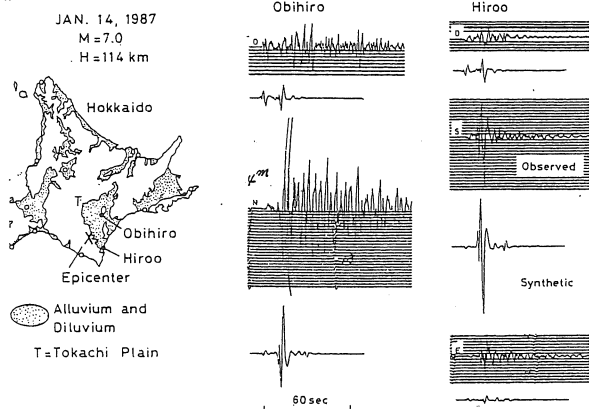 JAN. 14, 1987
M=7.0
H=114 km
Hokkaido
T
Obihiro
Hiroo
Epicenter
X
Alluvium and
Diluvium
T=Tokachi Plain
Obihiro
D
N
60 sec
Hiroo
D
S
Observed
Synthetic
E